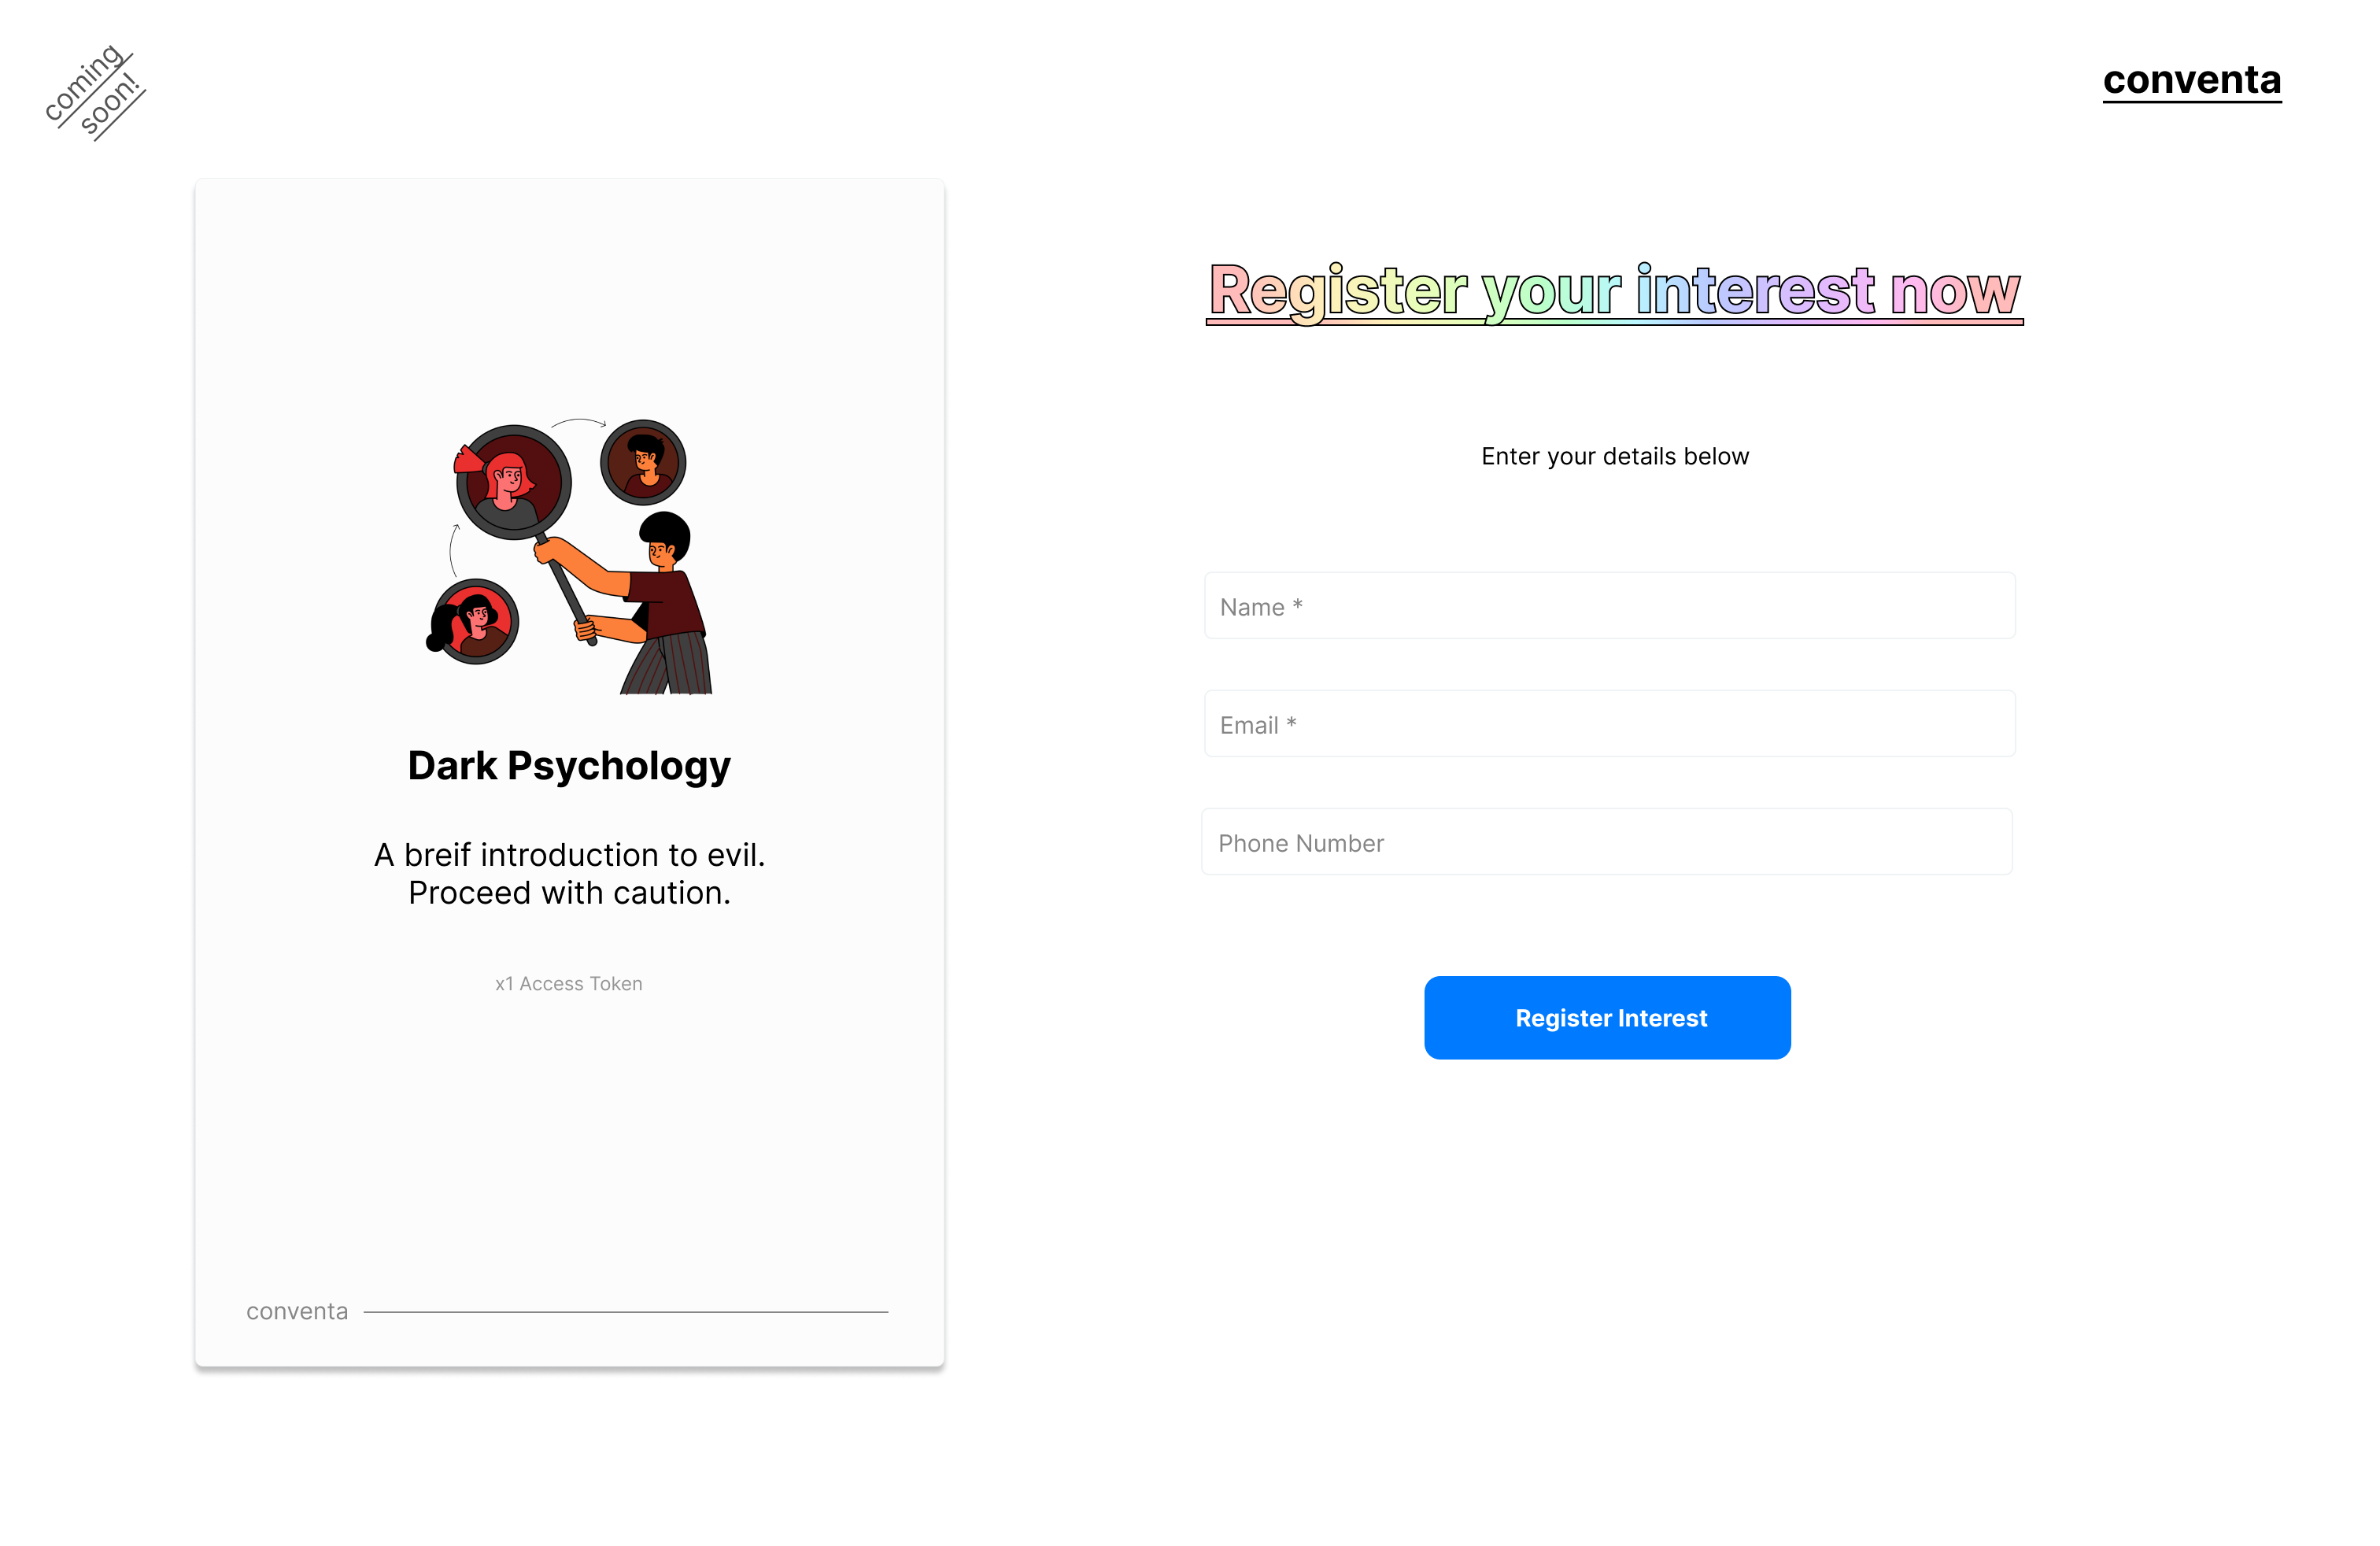 coming
soon!
conventa
Dark Psychology
A breif introduction to evil.
Proceed with caution.
x1 Access Token
conventa
Register your interest now
Enter your details below
Name *
Email *
Phone Number
Register Interest